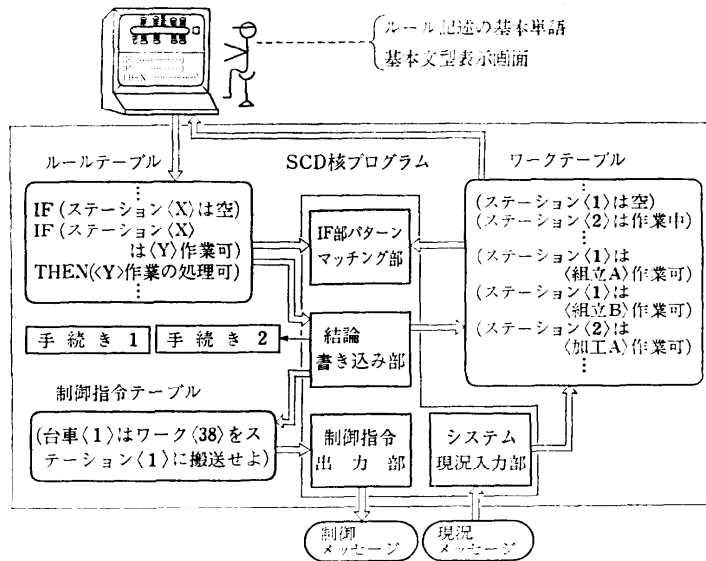 ルール記述の基本単語
基本文型表示画面
THEN
ルールテーブル
SCD核プログラム
ワークテーブル
⋮
IF (ステーション〈X〉は空)
IF (ステーション〈X〉
は〈Y〉作業可)
THEN(〈Y〉作業の処理可)
⋮
IF部パターン
マッチング部
⋮
(ステーション〈1〉は空)
(ステーション〈2〉は作業中)
⋮
(ステーション〈1〉は
〈組立A〉作業可)
(ステーション〈1〉は
〈組立B〉作業可)
(ステーション〈2〉は
〈加工A〉作業可)
⋮
手続き 1
手続き 2
結論
書き込み部
制御指令テーブル
(台車〈1〉はワーク〈38〉をス
テーション〈1〉に搬送せよ)
制御指令
出力部
システム
現況入力部
制御
メッセージ
現況
メッセージ